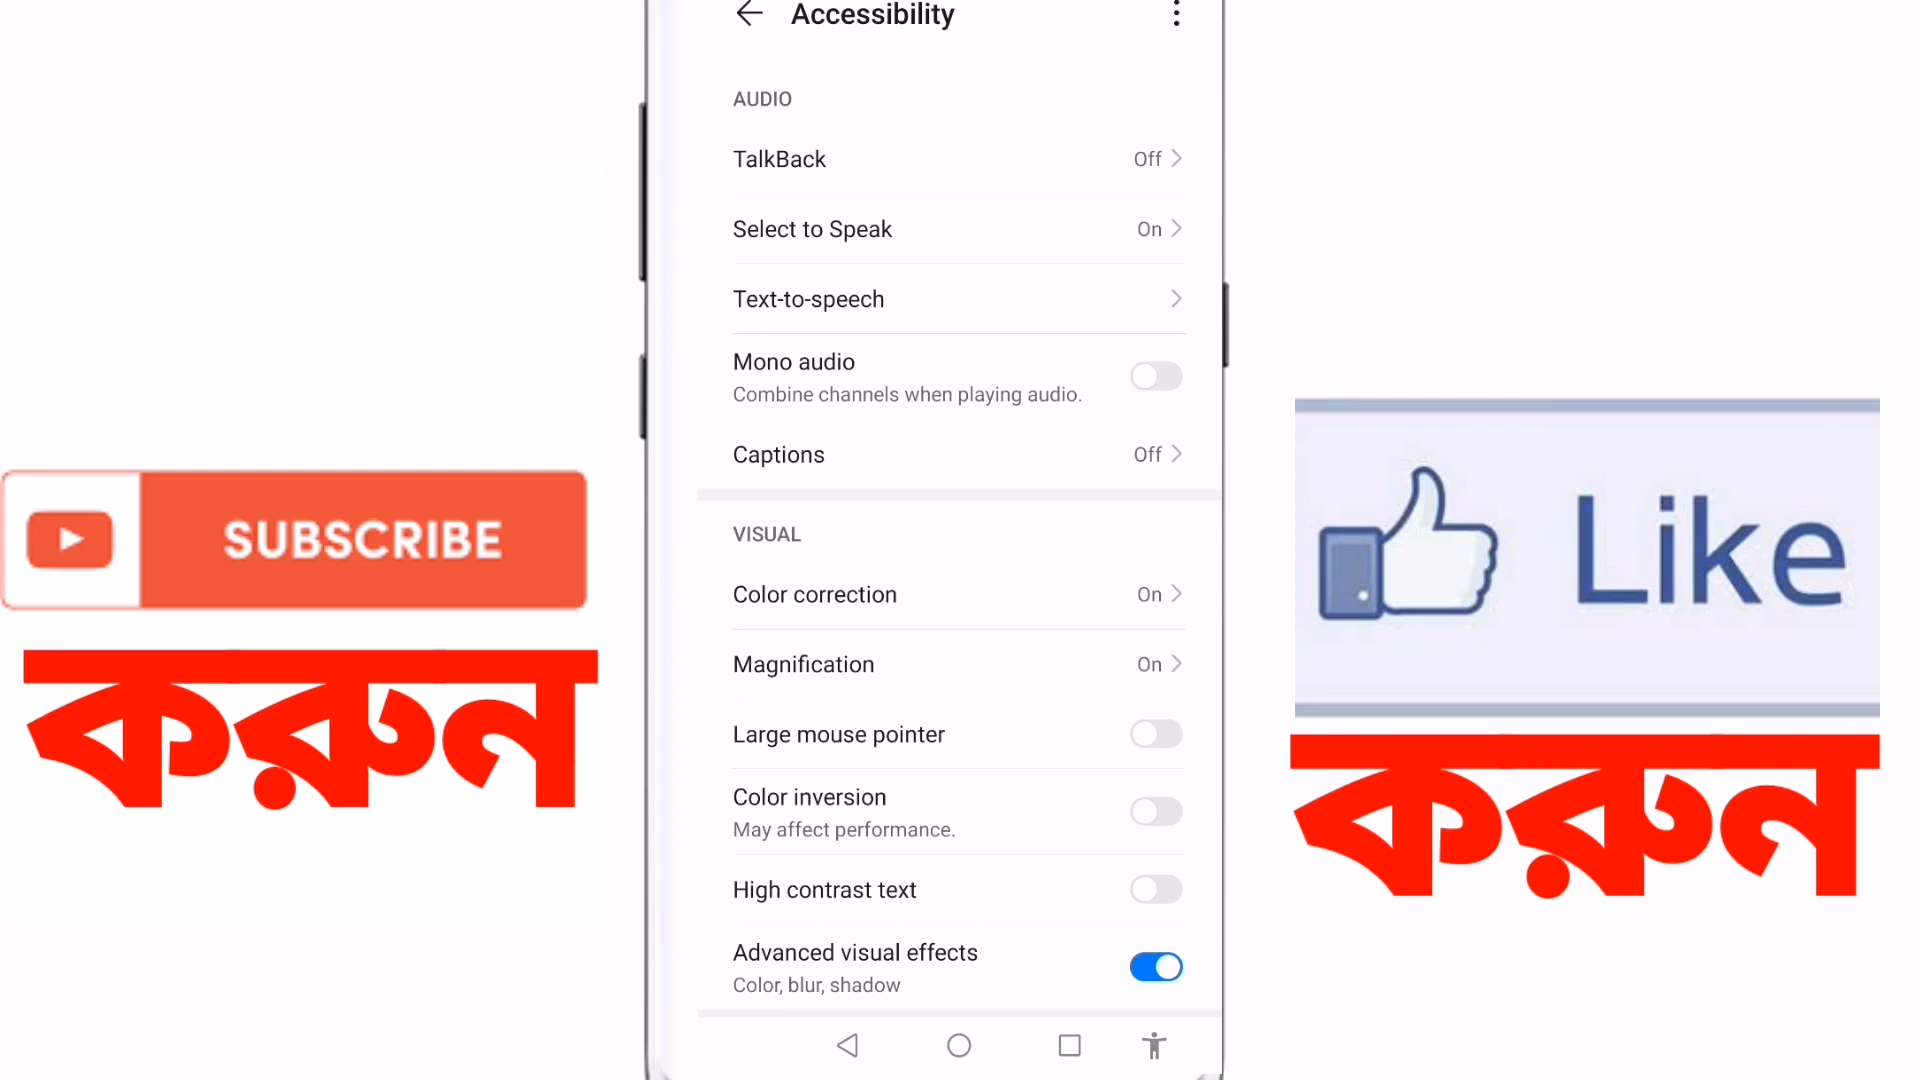 Accessibility
AUDIO
TalkBack Off
Select to Speak On
Text-to-speech
Mono audio
Combine channels when playing audio.
Captions Off
VISUAL
Color correction On
Magnification On
Large mouse pointer
Color inversion
May affect performance.
High contrast text
Advanced visual effects
Color, blur, shadow
SUBSCRIBE
করুন
Like
করুন